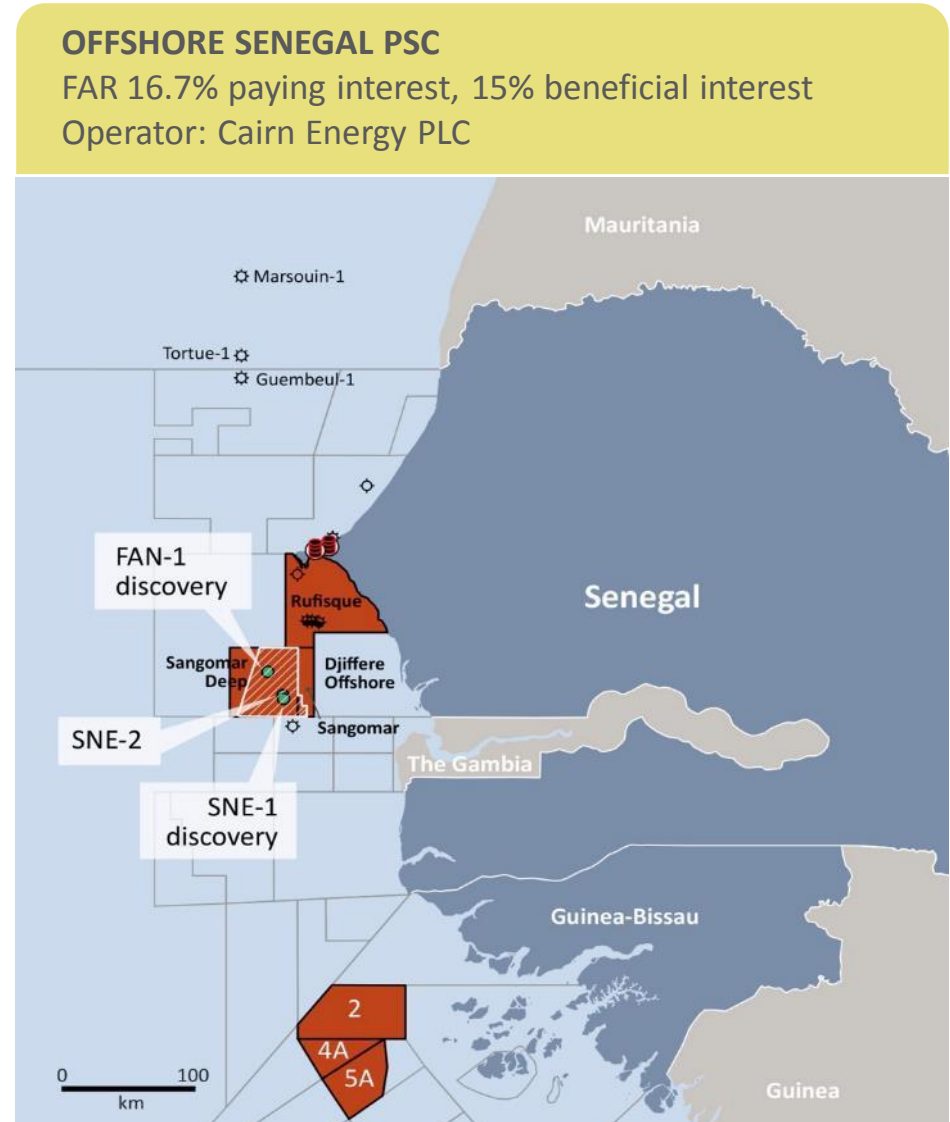 OFFSHORE SENEGAL PSC
FAR 16.7% paying interest, 15% beneficial interest
Operator: Cairn Energy PLC
Mauritania
Marsouin-1
Tortue-1
Guembeul-1
FAN-1
discovery
Senegal
Rufisque
Sangomar
Deep
Djiffere
Offshore
SNE-2
Sangomar
The Gambia
SNE-1
discovery
Guinea-Bissau
2
4A
5A
0 100
km
Guinea